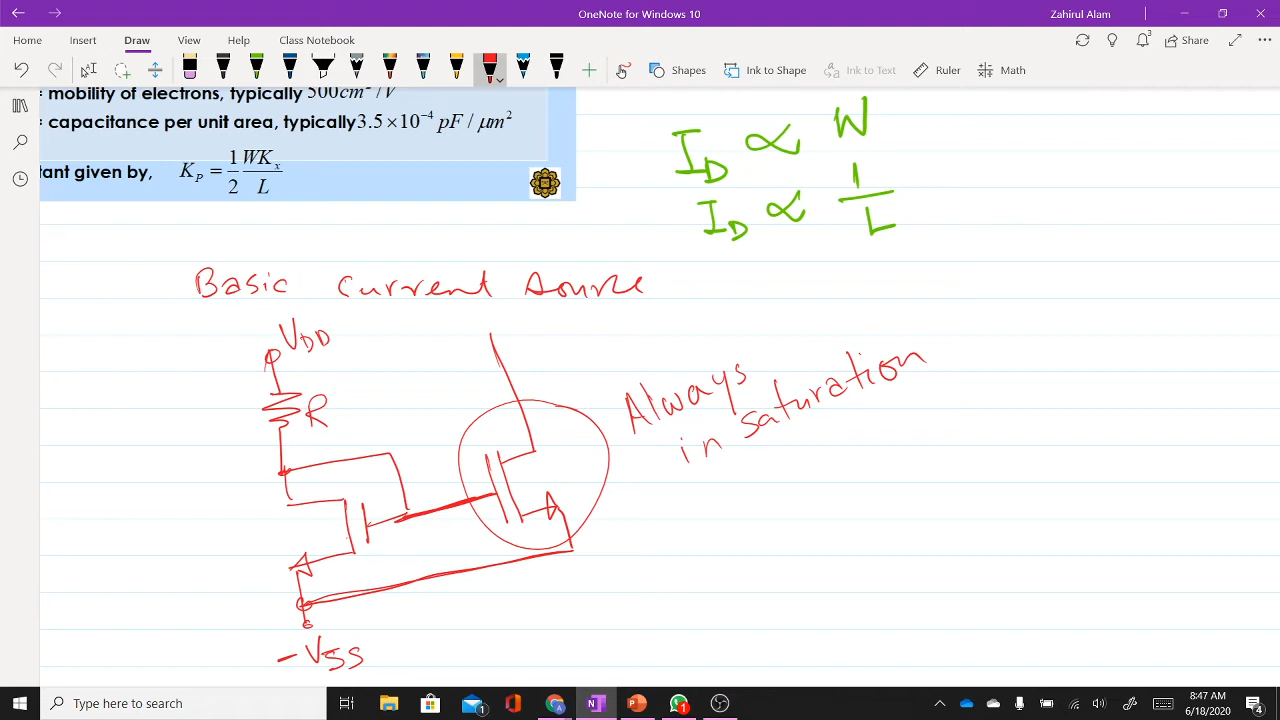 OneNote for Windows 10
Zahirul Alam
Home Insert Draw View Help Class Notebook
Share
Shapes Ink to Shape Ink to Text Ruler Math
= mobility of electrons, typically 500cm² / V
= capacitance per unit area, typically 3.5×10⁻⁴ pF / μm²
tant given by, K_P = 1/2 WK_x/L
I_D ∝ W
I_D ∝ 1/L
Basic Current Source
V_DD
R
Always
in saturation
-V_SS
Type here to search
1
8:47 AM
6/18/2020